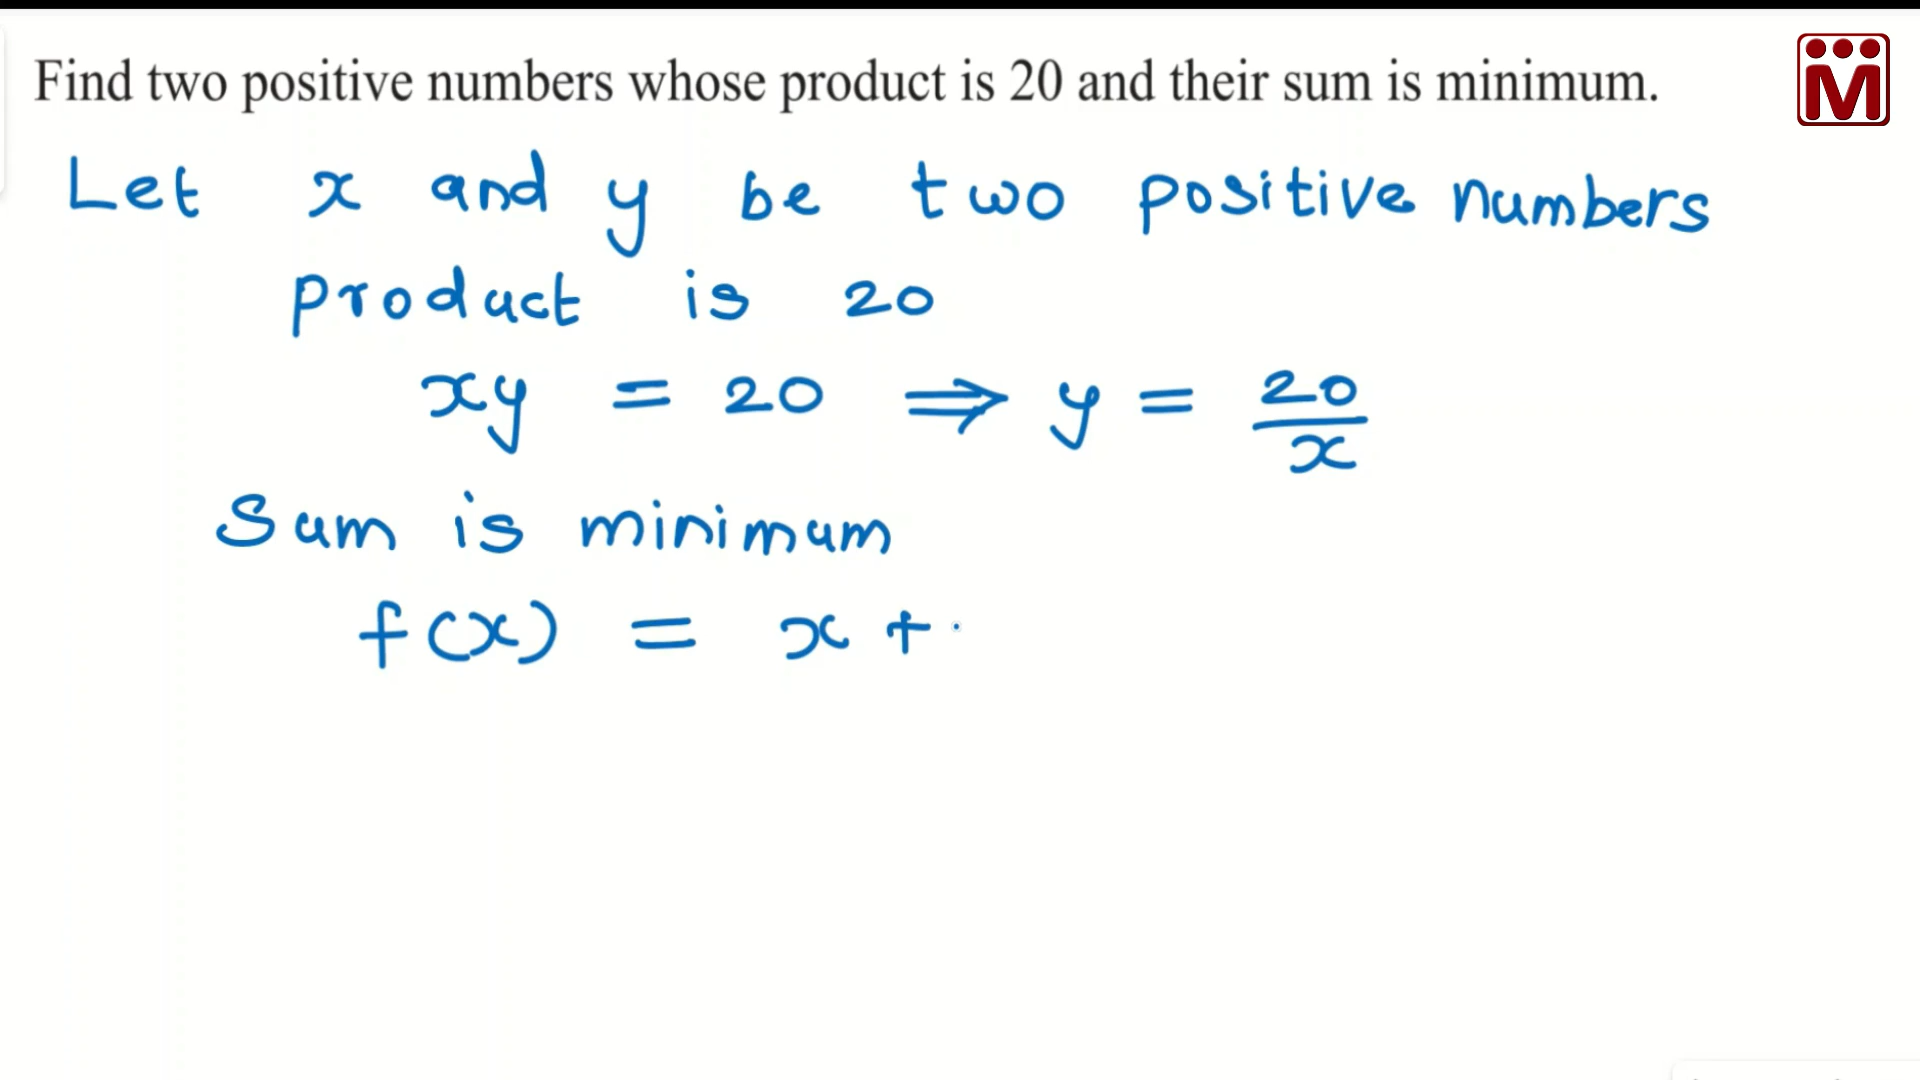 Find two positive numbers whose product is 20 and their sum is minimum.
M
Let x and y be two positive numbers
product is 20
xy = 20 ⇒ y = 20/x
Sum is minimum
f(x) = x +